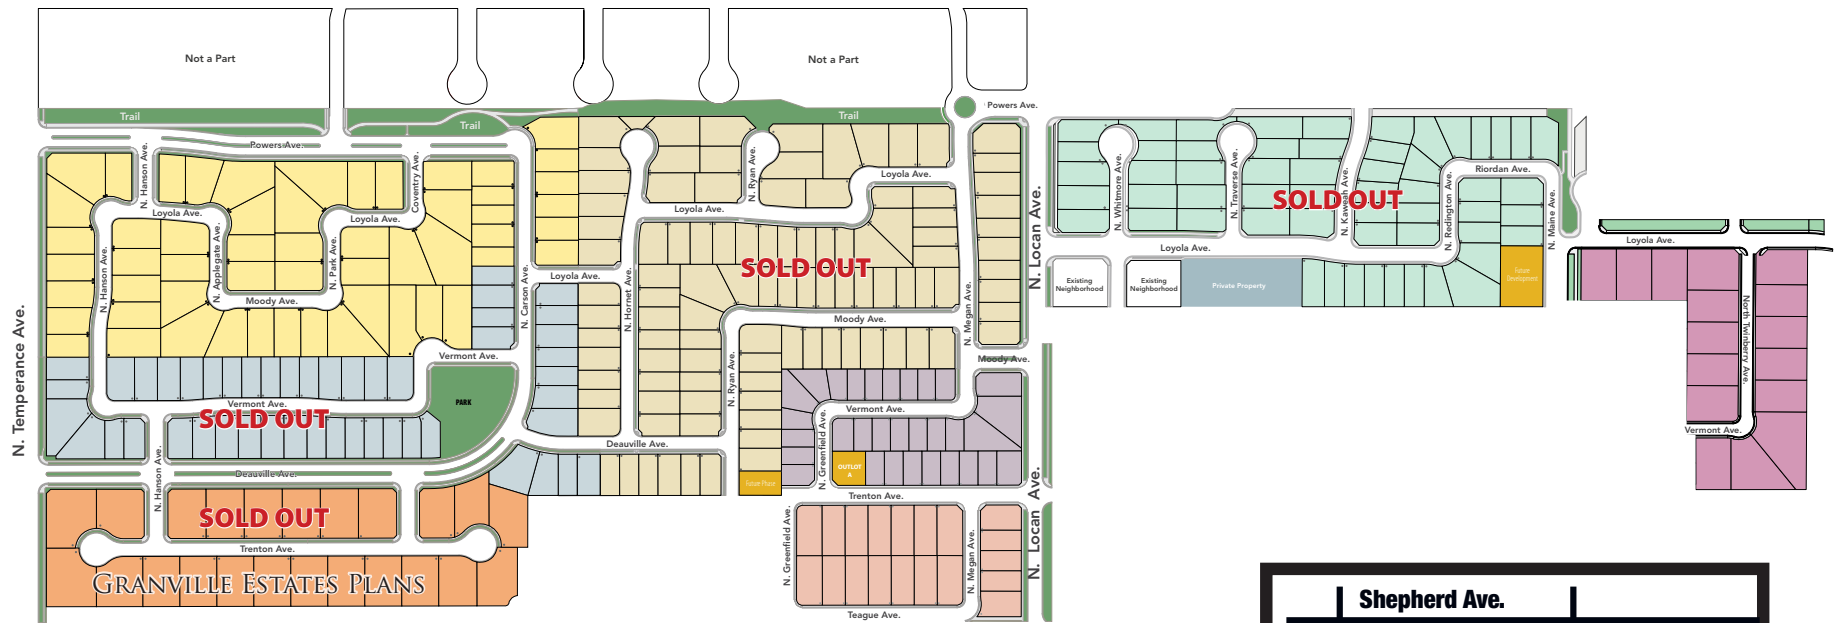 Not a Part
Not a Part
Trail
Trail
Trail
Powers Ave.
Powers Ave.
N. Hanson Ave.
Coventry Ave.
N. Ryan Ave.
Loyola Ave.
Loyola Ave.
Loyola Ave.
Loyola Ave.
N. Whitmore Ave.
N. Traverse Ave.
N. Kaweah Ave.
N. Redington Ave.
Riordan Ave.
N. Maine Ave.
SOLD OUT
N. Locan Ave.
Loyola Ave.
Loyola Ave.
N. Hanson Ave.
N. Applegate Ave.
N. Park Ave.
Moody Ave.
N. Carson Ave.
Loyola Ave.
N. Hornet Ave.
SOLD OUT
N. Megan Ave.
Existing
Neighborhood
Existing
Neighborhood
Private Property
Future
Development
Moody Ave.
Moody Ave.
North Twinberry Ave.
Vermont Ave.
N. Temperance Ave.
Vermont Ave.
PARK
Vermont Ave.
SOLD OUT
N. Ryan Ave.
Vermont Ave.
N. Greenfield Ave.
Deauville Ave.
Deauville Ave.
N. Hanson Ave.
OUTLOT
A
Future Phase
Trenton Ave.
N. Locan Ave.
SOLD OUT
Trenton Ave.
GRANVILLE ESTATES PLANS
N. Greenfield Ave.
N. Megan Ave.
Teague Ave.
Shepherd Ave.